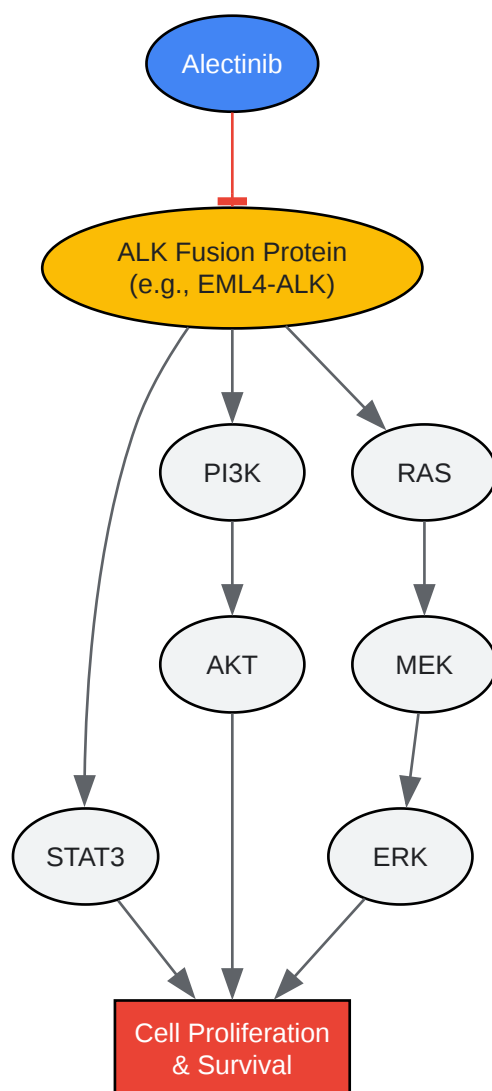 Alectinib
ALK Fusion Protein
(e.g., EML4-ALK)
PI3K
RAS
AKT
MEK
STAT3
ERK
Cell Proliferation
& Survival